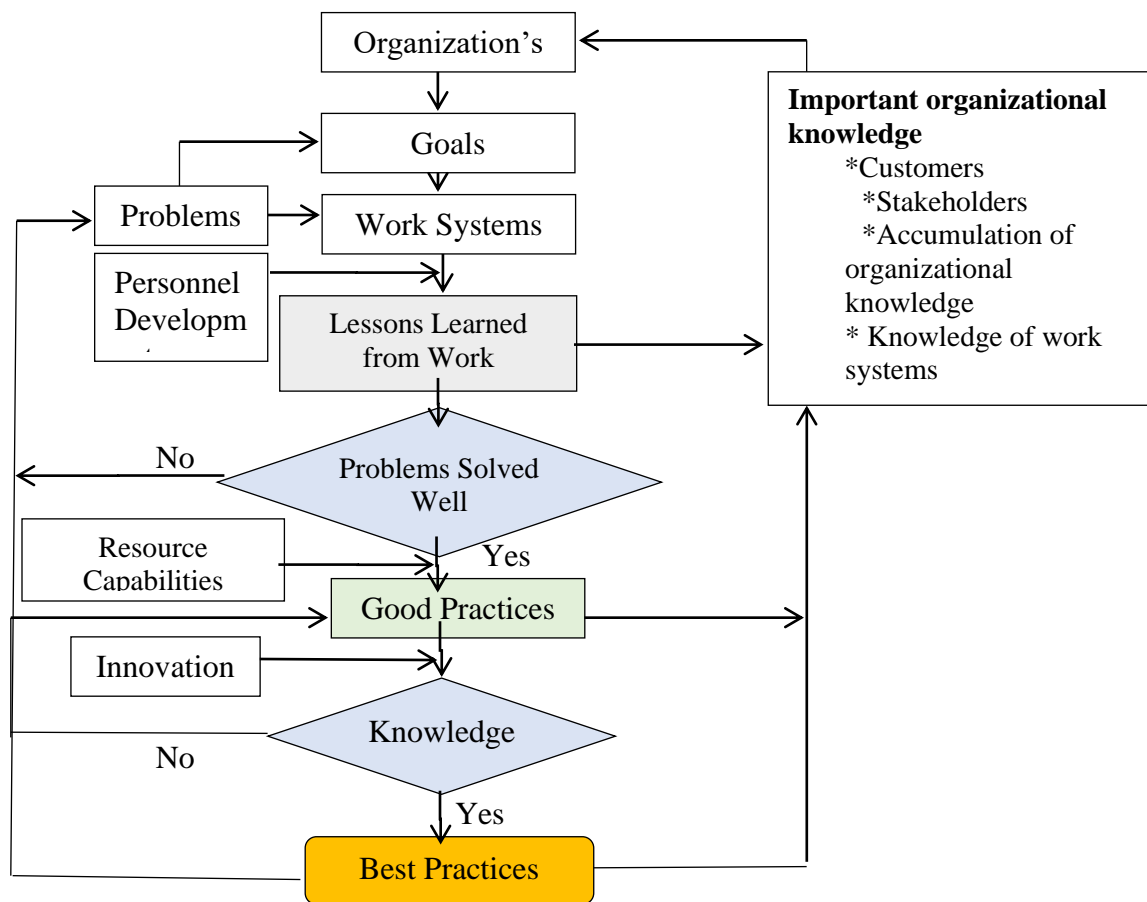 Organization's
Important organizational
knowledge
*Customers
*Stakeholders
*Accumulation of
organizational
knowledge
* Knowledge of work
systems
Goals
Problems
Work Systems
Personnel
Developm
Lessons Learned
from Work
No
Problems Solved
Well
Resource
Capabilities
Yes
Good Practices
Innovation
Knowledge
No
Yes
Best Practices